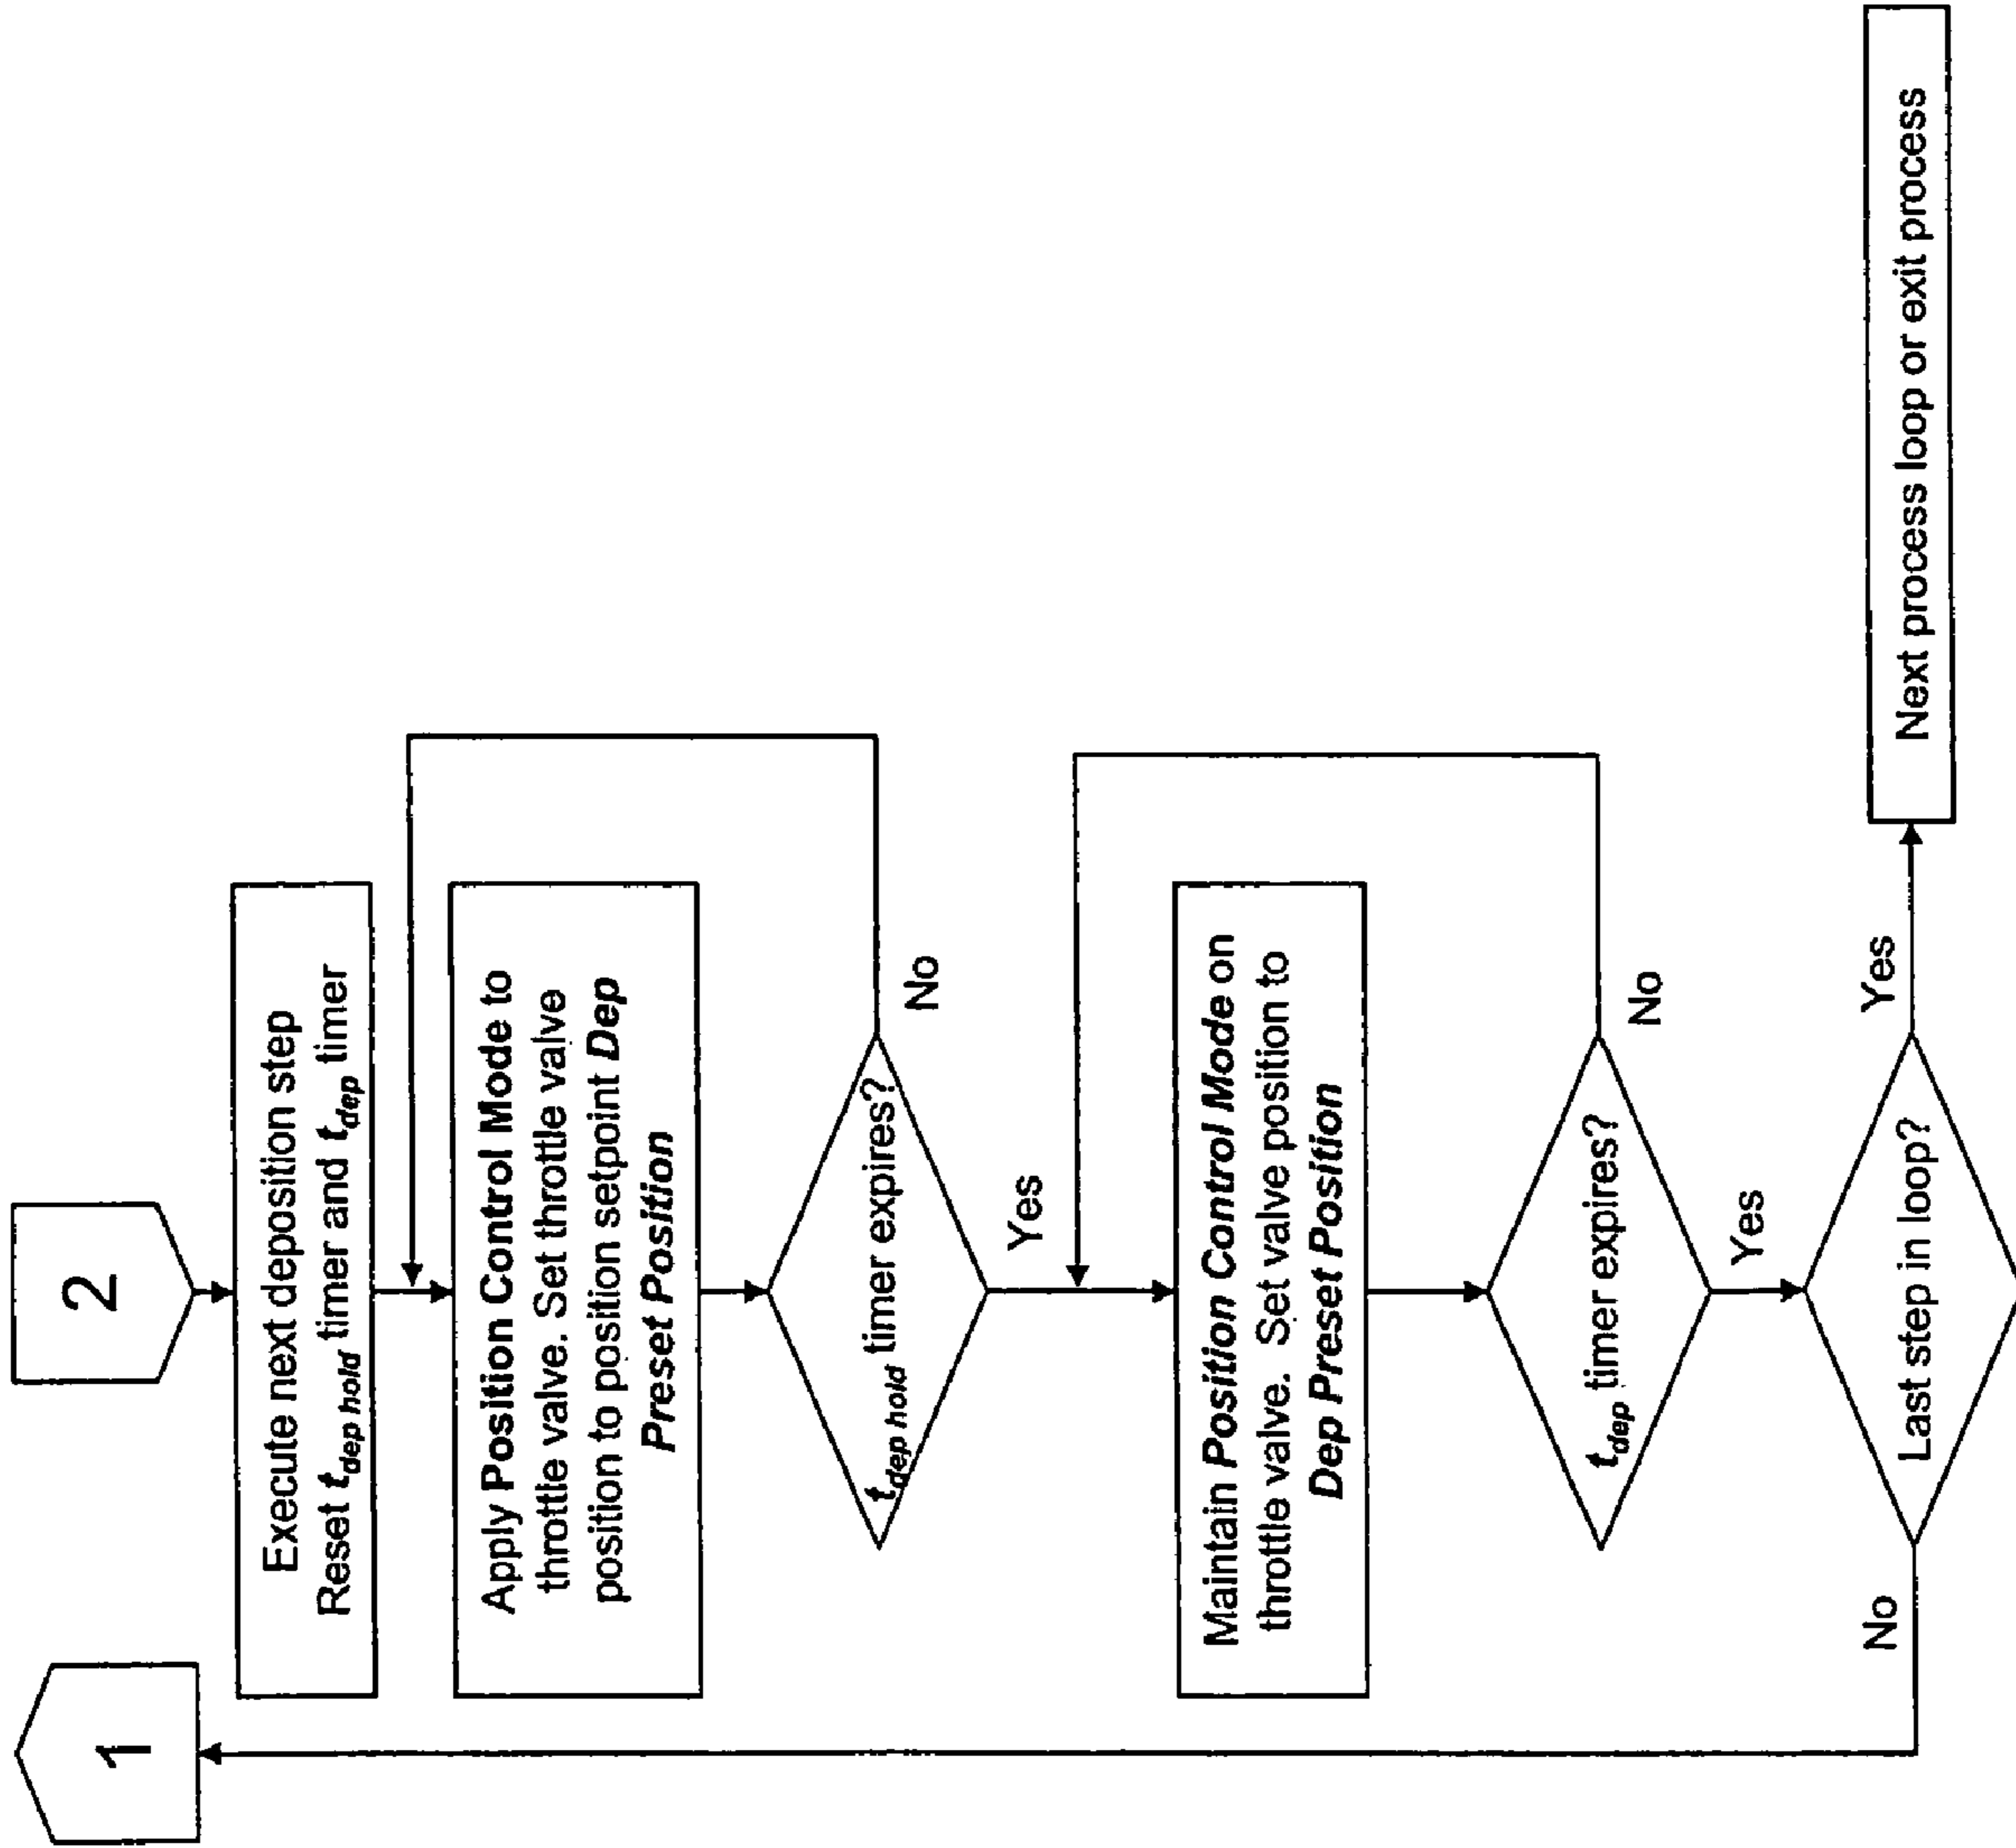 1
2
Execute next deposition step
Reset t_dep hold timer and t_dep timer
Apply Position Control Mode to
throttle valve. Set throttle valve
position to position setpoint Dep
Preset Position
t_dep hold timer expires?
No
Yes
Maintain Position Control Mode on
throttle valve. Set valve position to
Dep Preset Position
t_dep timer expires?
No
Yes
Last step in loop?
No
Yes
Next process loop or exit process